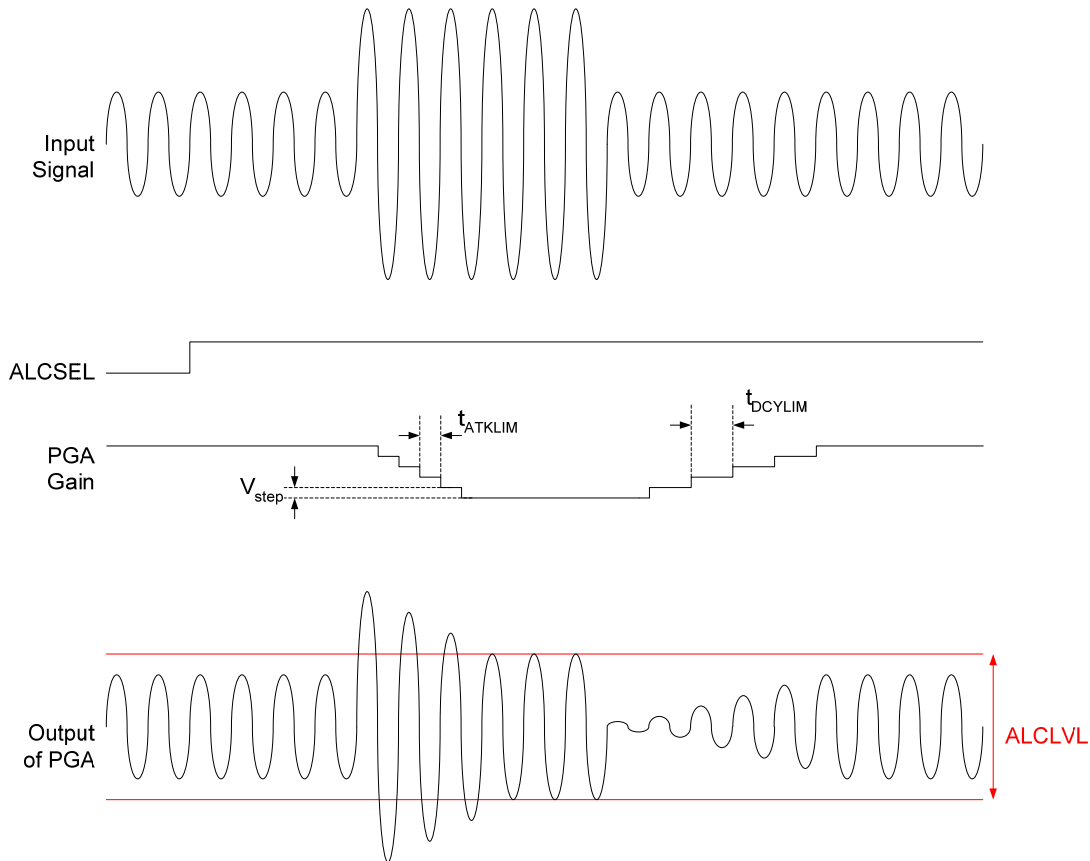 Input
Signal
ALCSEL
tDCYLIM
tATKLIM
PGA
Gain
Vstep
Output
of PGA
ALCLVL